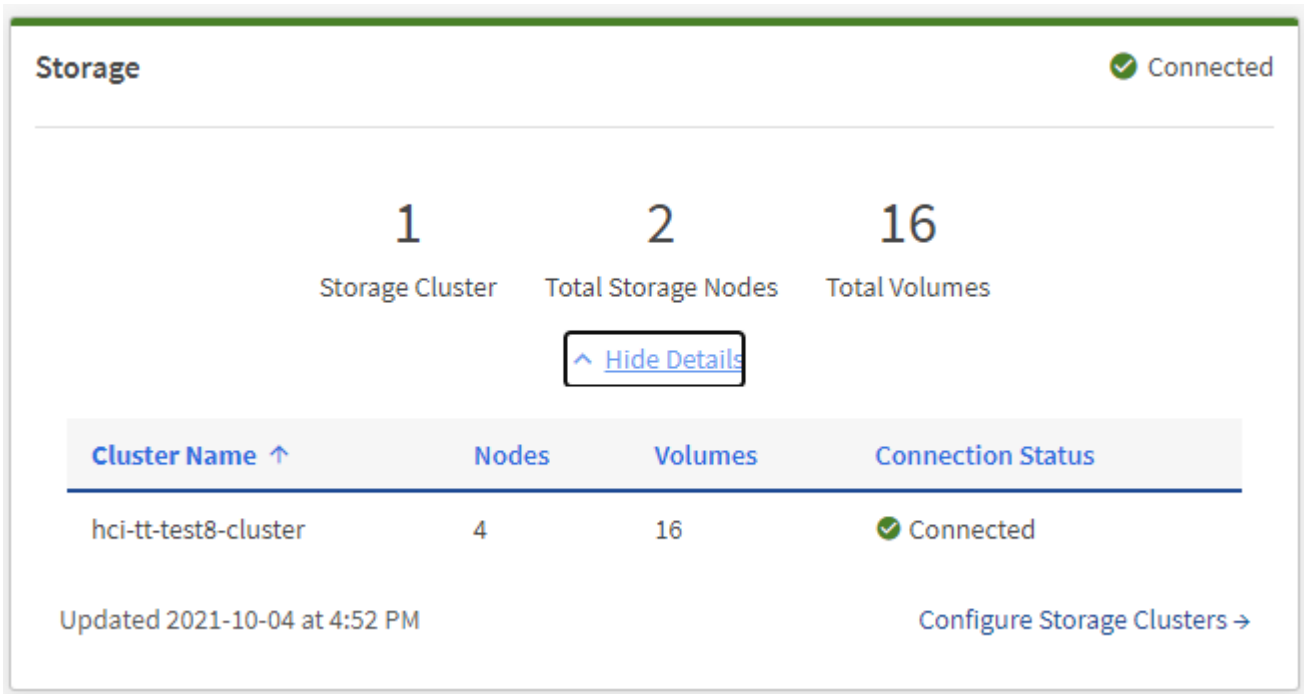 Storage
Connected
1 2 16
Storage Cluster Total Storage Nodes Total Volumes
Hide Details
Cluster Name ↑ Nodes Volumes Connection Status
hci-tt-test8-cluster 4 16 Connected
Updated 2021-10-04 at 4:52 PM
Configure Storage Clusters →